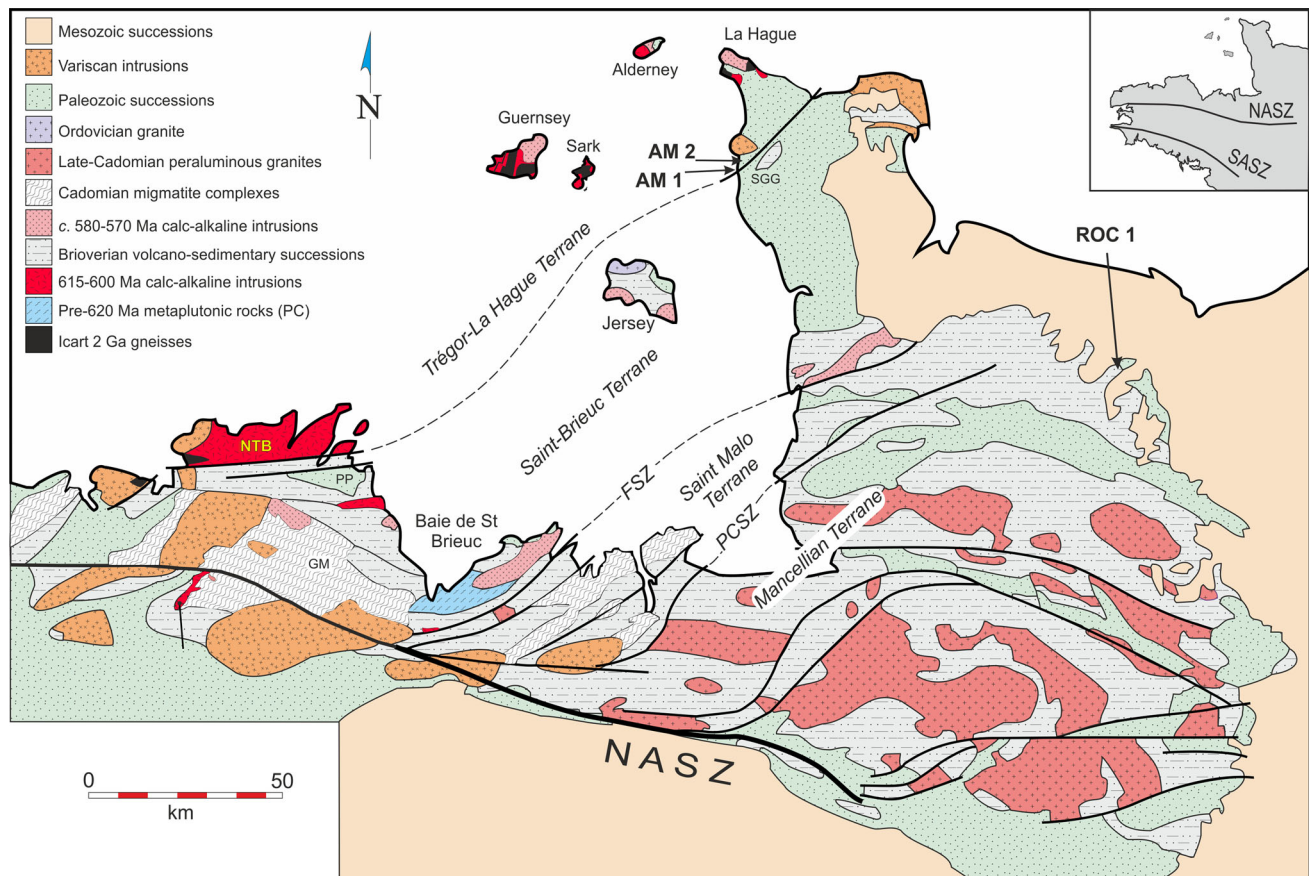 Mesozoic successions
Variscan intrusions
Paleozoic successions
Ordovician granite
Late-Cadomian peraluminous granites
Cadomian migmatite complexes
c. 580-570 Ma calc-alkaline intrusions
Brioverian volcano-sedimentary successions
615-600 Ma calc-alkaline intrusions
Pre-620 Ma metaplutonic rocks (PC)
Icart 2 Ga gneisses
N
La Hague
Alderney
Guernsey
Sark
AM 2
AM 1
SGG
NASZ
SASZ
ROC 1
Jersey
Trégor-La Hague Terrane
Saint-Brieuc Terrane
FSZ
Saint Malo
Terrane
PCSZ
Mancellian Terrane
NTB
PP
Baie de St
Brieuc
GM
NASZ
0 50
km